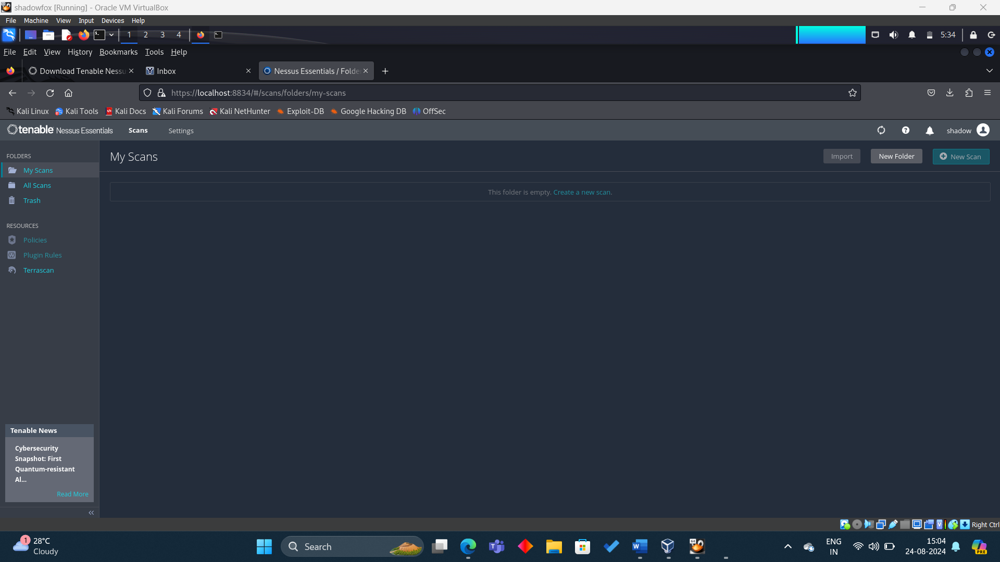 shadowfox [Running] - Oracle VM VirtualBox
File Machine View Input Devices Help
1 2 3 4 5:34
File Edit View History Bookmarks Tools Help
Download Tenable Nessu Inbox Nessus Essentials / Folde
https://localhost:8834/#/scans/folders/my-scans
Kali Linux Kali Tools Kali Docs Kali Forums Kali NetHunter Exploit-DB Google Hacking DB OffSec
tenable Nessus Essentials Scans Settings shadow
FOLDERS
My Scans
All Scans
Trash
RESOURCES
Policies
Plugin Rules
Terrascan
My Scans Import New Folder New Scan
This folder is empty. Create a new scan.
Tenable News
Cybersecurity
Snapshot: First
Quantum-resistant
Al...
Read More
Right Ctrl
1 28°C
Cloudy
Search
ENG
IN
15:04
24-08-2024
PRE